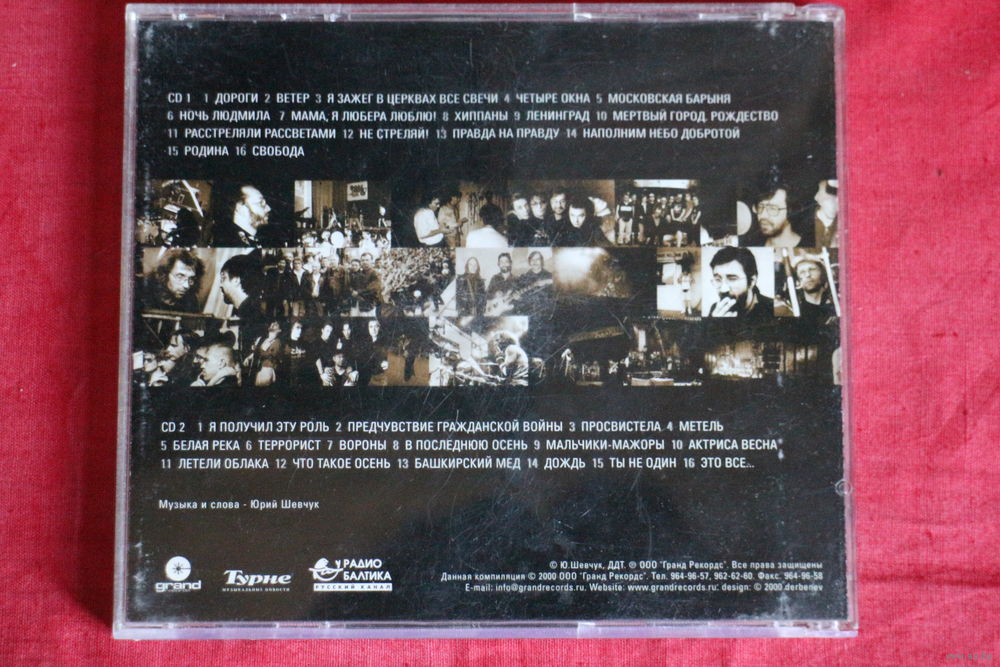 CD 1 1 ДОРОГИ 2 ВЕТЕР 3 Я ЗАЖЕГ В ЦЕРКВАХ ВСЕ СВЕЧИ 4 ЧЕТЫРЕ ОКНА 5 МОСКОВСКАЯ БАРЫНЯ
6 НОЧЬ ЛЮДМИЛА 7 МАМА, Я ЛЮБЕРА ЛЮБЛЮ! 8 ХИППАНЫ 9 ЛЕНИНГРАД 10 МЕРТВЫЙ ГОРОД. РОЖДЕСТВО
11 РАССТРЕЛЯЛИ РАССВЕТАМИ 12 НЕ СТРЕЛЯЙ! 13 ПРАВДА НА ПРАВДУ 14 НАПОЛНИМ НЕБО ДОБРОТОЙ
15 РОДИНА 16 СВОБОДА
CD 2 1 Я ПОЛУЧИЛ ЭТУ РОЛЬ 2 ПРЕДЧУВСТВИЕ ГРАЖДАНСКОЙ ВОЙНЫ 3 ПРОСВИСТЕЛА 4 МЕТЕЛЬ
5 БЕЛАЯ РЕКА 6 ТЕРРОРИСТ 7 ВОРОНЫ 8 В ПОСЛЕДНЮЮ ОСЕНЬ 9 МАЛЬЧИКИ-МАЖОРЫ 10 АКТРИСА ВЕСНА
11 ЛЕТЕЛИ ОБЛАКА 12 ЧТО ТАКОЕ ОСЕНЬ 13 БАШКИРСКИЙ МЕД 14 ДОЖДЬ 15 ТЫ НЕ ОДИН 16 ЭТО ВСЕ...
Музыка и слова - Юрий Шевчук
grand
Турне
МУЗЫКАЛЬНЫЕ НОВОСТИ
РАДИО
БАЛТИКА
РУССКИЙ КАНАЛ
© Ю.Шевчук, ДДТ. ℗ ООО "Гранд Рекордс". Все права защищены
Данная компиляция © 2000 ООО "Гранд Рекордс". Тел. 964-96-57, 962-62-60. Факс. 964-96-58
E-mail: info@grandrecords.ru. Website: www.grandrecords.ru: design: © 2000 derbenev